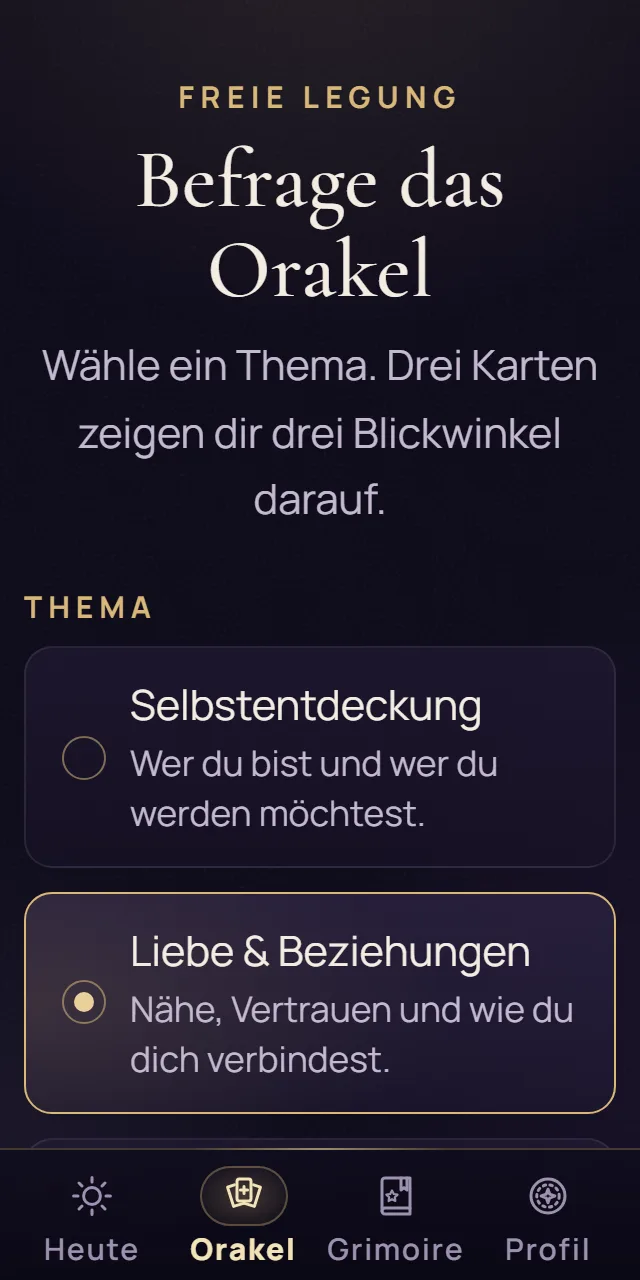 FREIE LEGUNG
Befrage das
Orakel
Wähle ein Thema. Drei Karten
zeigen dir drei Blickwinkel
darauf.
THEMA
Selbstentdeckung
Wer du bist und wer du
werden möchtest.
Liebe & Beziehungen
Nähe, Vertrauen und wie du
dich verbindest.
Heute Orakel Grimoire Profil